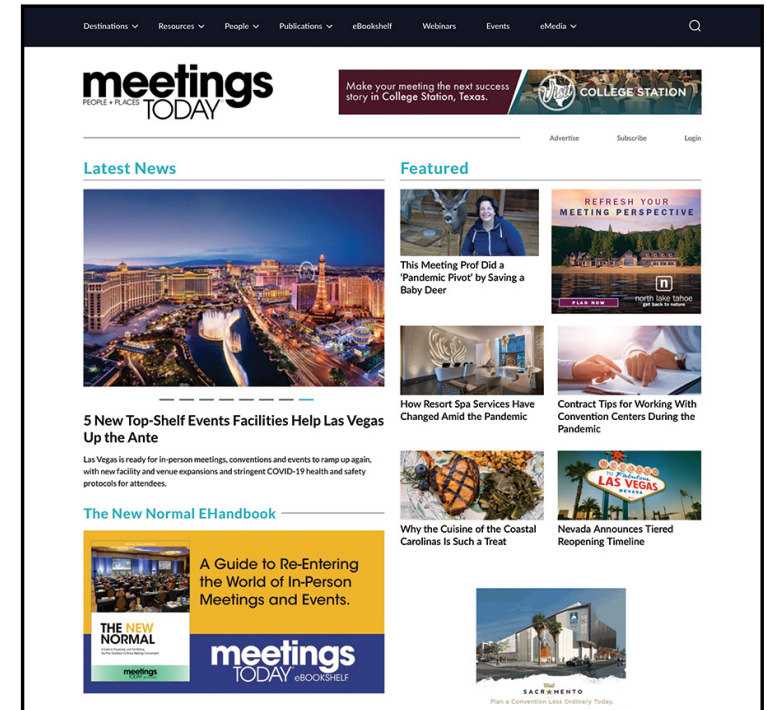 Destinations Resources People Publications eBookshelf Webinars Events eMedia
meetings
PEOPLE + PLACES TODAY
Make your meeting the next success
story in College Station, Texas.
Visit COLLEGE STATION
Advertise Subscribe Login
Latest News
5 New Top-Shelf Events Facilities Help Las Vegas
Up the Ante
Las Vegas is ready for in-person meetings, conventions and events to ramp up again,
with new facility and venue expansions and stringent COVID-19 health and safety
protocols for attendees.
The New Normal EHandbook
THE NEW
NORMAL
meetings
TODAY
A Guide to Re-Entering
the World of In-Person
Meetings and Events.
meetings
TODAY eBOOKSHELF
Featured
This Meeting Prof Did a
'Pandemic Pivot' by Saving a
Baby Deer
REFRESH YOUR
MEETING PERSPECTIVE
PLAN NOW
n
north lake tahoe
get back to nature
How Resort Spa Services Have
Changed Amid the Pandemic
Contract Tips for Working With
Convention Centers During the
Pandemic
Why the Cuisine of the Coastal
Carolinas Is Such a Treat
WELCOME
TO Fabulous
LAS VEGAS
NEVADA
Nevada Announces Tiered
Reopening Timeline
Visit
SACRAMENTO
Plan a Convention Less Ordinary Today.